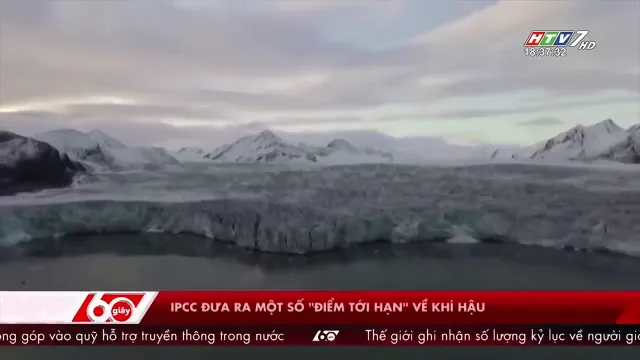 HTV7 HD
18:37:32
60 giây
IPCC ĐƯA RA MỘT SỐ "ĐIỂM TỚI HẠN" VỀ KHÍ HẬU
ng góp vào quỹ hỗ trợ truyền thông trong nước 60 giây Thế giới ghi nhận số lượng kỷ lục về người gi